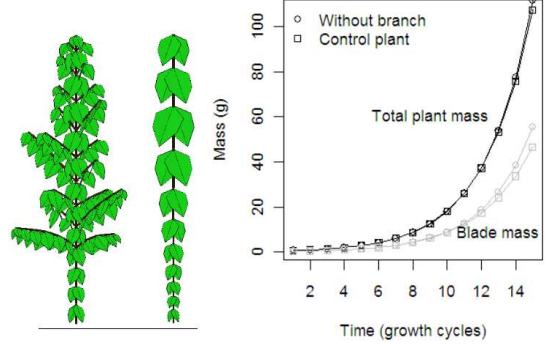 Without branch
Control plant
Total plant mass
Blade mass
Mass (g)
100
80
60
40
20
0
2 4 6 8 10 12 14
Time (growth cycles)